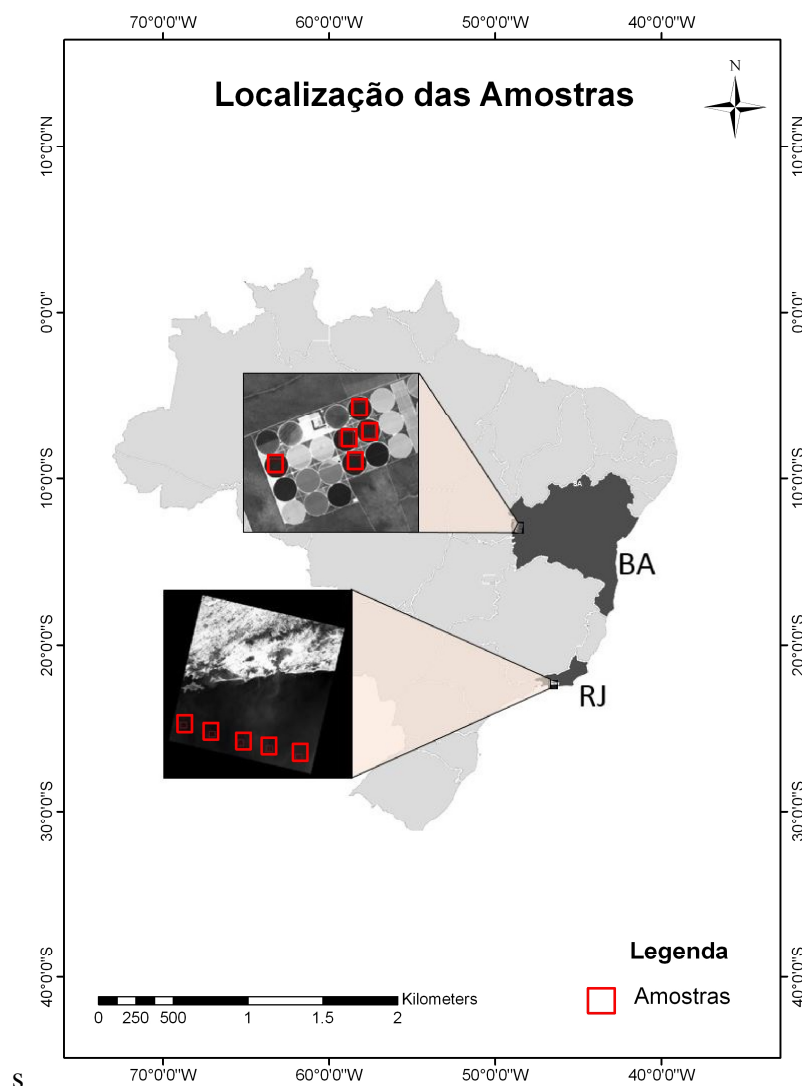 70°0'0"W 60°0'0"W 50°0'0"W 40°0'0"W
N
Localização das Amostras
10°0'0"N 10°0'0"N
0°0'0" 0°0'0"
10°0'0"S 10°0'0"S
BA
BA
20°0'0"S 20°0'0"S
RJ
30°0'0"S 30°0'0"S
Legenda
Amostras
40°0'0"S 40°0'0"S
Kilometers
0 250 500 1 1.5 2
70°0'0"W 60°0'0"W 50°0'0"W 40°0'0"W
s